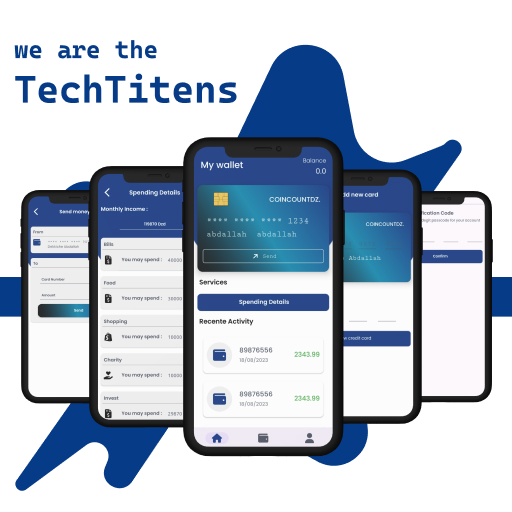 we are the
TechTitens
Send money
From
To
Card Number
Amount
Send
Spending Details
Monthly income :
Bills
You may spend :
Food
You may spend :
Shopping
You may spend :
Charity
You may spend :
Invest
You may spend :
My wallet
Balance
0.0
COINCOUNTDZ.
**** **** **** 1234
abdallah abdallah
Send
Services
Spending Details
Recente Activity
89876556
18/08/2023
2343.99
89876556
18/08/2023
2343.99
dd new card
COINCOUNTDZ.
Abdallah
ew credit card
ication Code
Confirm